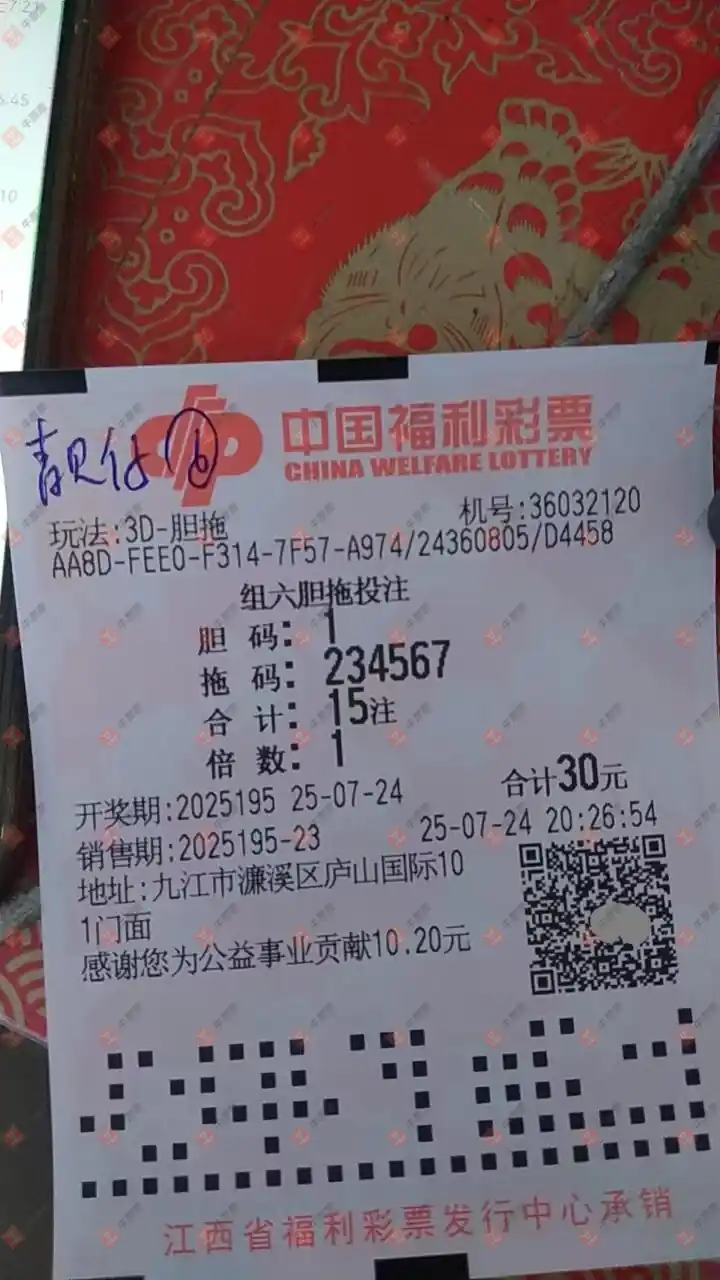 中国福利彩票
CHINA WELFARE LOTTERY
靓仔
玩法:3D-胆拖 机号:36032120
AA8D-FEE0-F314-7F57-A974/24360805/D4458
组六胆拖投注
胆 码: 1
拖 码: 234567
合 计: 15注
倍 数: 1
合计30元
开奖期:2025195 25-07-24
销售期:2025195-23 25-07-24 20:26:54
地址:九江市濂溪区庐山国际10
1门面
感谢您为公益事业贡献10.20元
江西省福利彩票发行中心承销